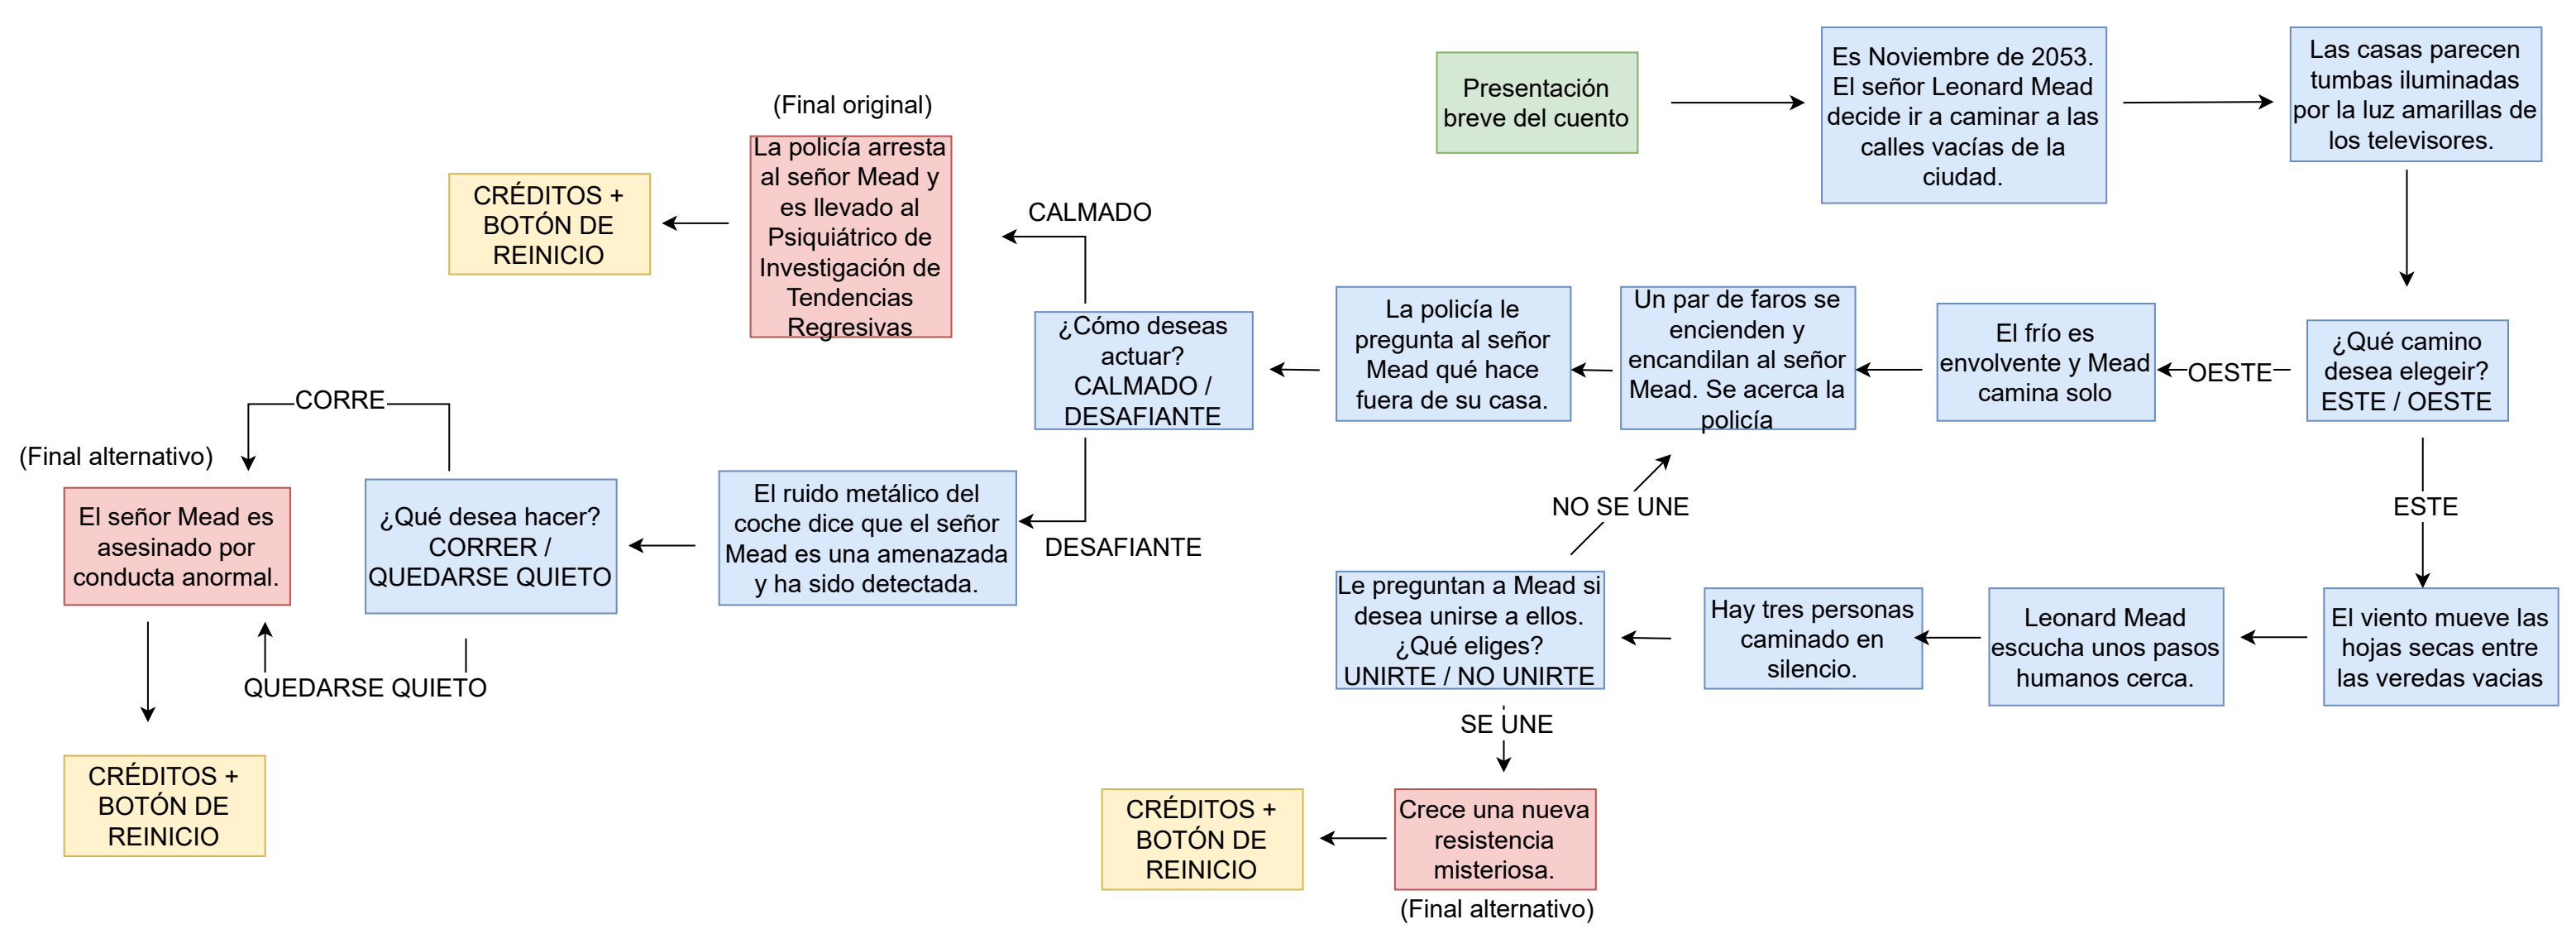 Presentación
breve del cuento
Es Noviembre de 2053.
El señor Leonard Mead
decide ir a caminar a las
calles vacías de la
ciudad.
Las casas parecen
tumbas iluminadas
por la luz amarillas de
los televisores.
¿Qué camino
desea elegeir?
ESTE / OESTE
OESTE
El frío es
envolvente y Mead
camina solo
Un par de faros se
encienden y
encandilan al señor
Mead. Se acerca la
policía
La policía le
pregunta al señor
Mead qué hace
fuera de su casa.
¿Cómo deseas
actuar?
CALMADO /
DESAFIANTE
CALMADO
(Final original)
La policía arresta
al señor Mead y
es llevado al
Psiquiátrico de
Investigación de
Tendencias
Regresivas
CRÉDITOS +
BOTÓN DE
REINICIO
DESAFIANTE
El ruido metálico del
coche dice que el señor
Mead es una amenazada
y ha sido detectada.
¿Qué desea hacer?
CORRER /
QUEDARSE QUIETO
CORRE
QUEDARSE QUIETO
(Final alternativo)
El señor Mead es
asesinado por
conducta anormal.
CRÉDITOS +
BOTÓN DE
REINICIO
ESTE
El viento mueve las
hojas secas entre
las veredas vacias
Leonard Mead
escucha unos pasos
humanos cerca.
Hay tres personas
caminado en
silencio.
Le preguntan a Mead si
desea unirse a ellos.
¿Qué eliges?
UNIRTE / NO UNIRTE
NO SE UNE
SE UNE
Crece una nueva
resistencia
misteriosa.
(Final alternativo)
CRÉDITOS +
BOTÓN DE
REINICIO